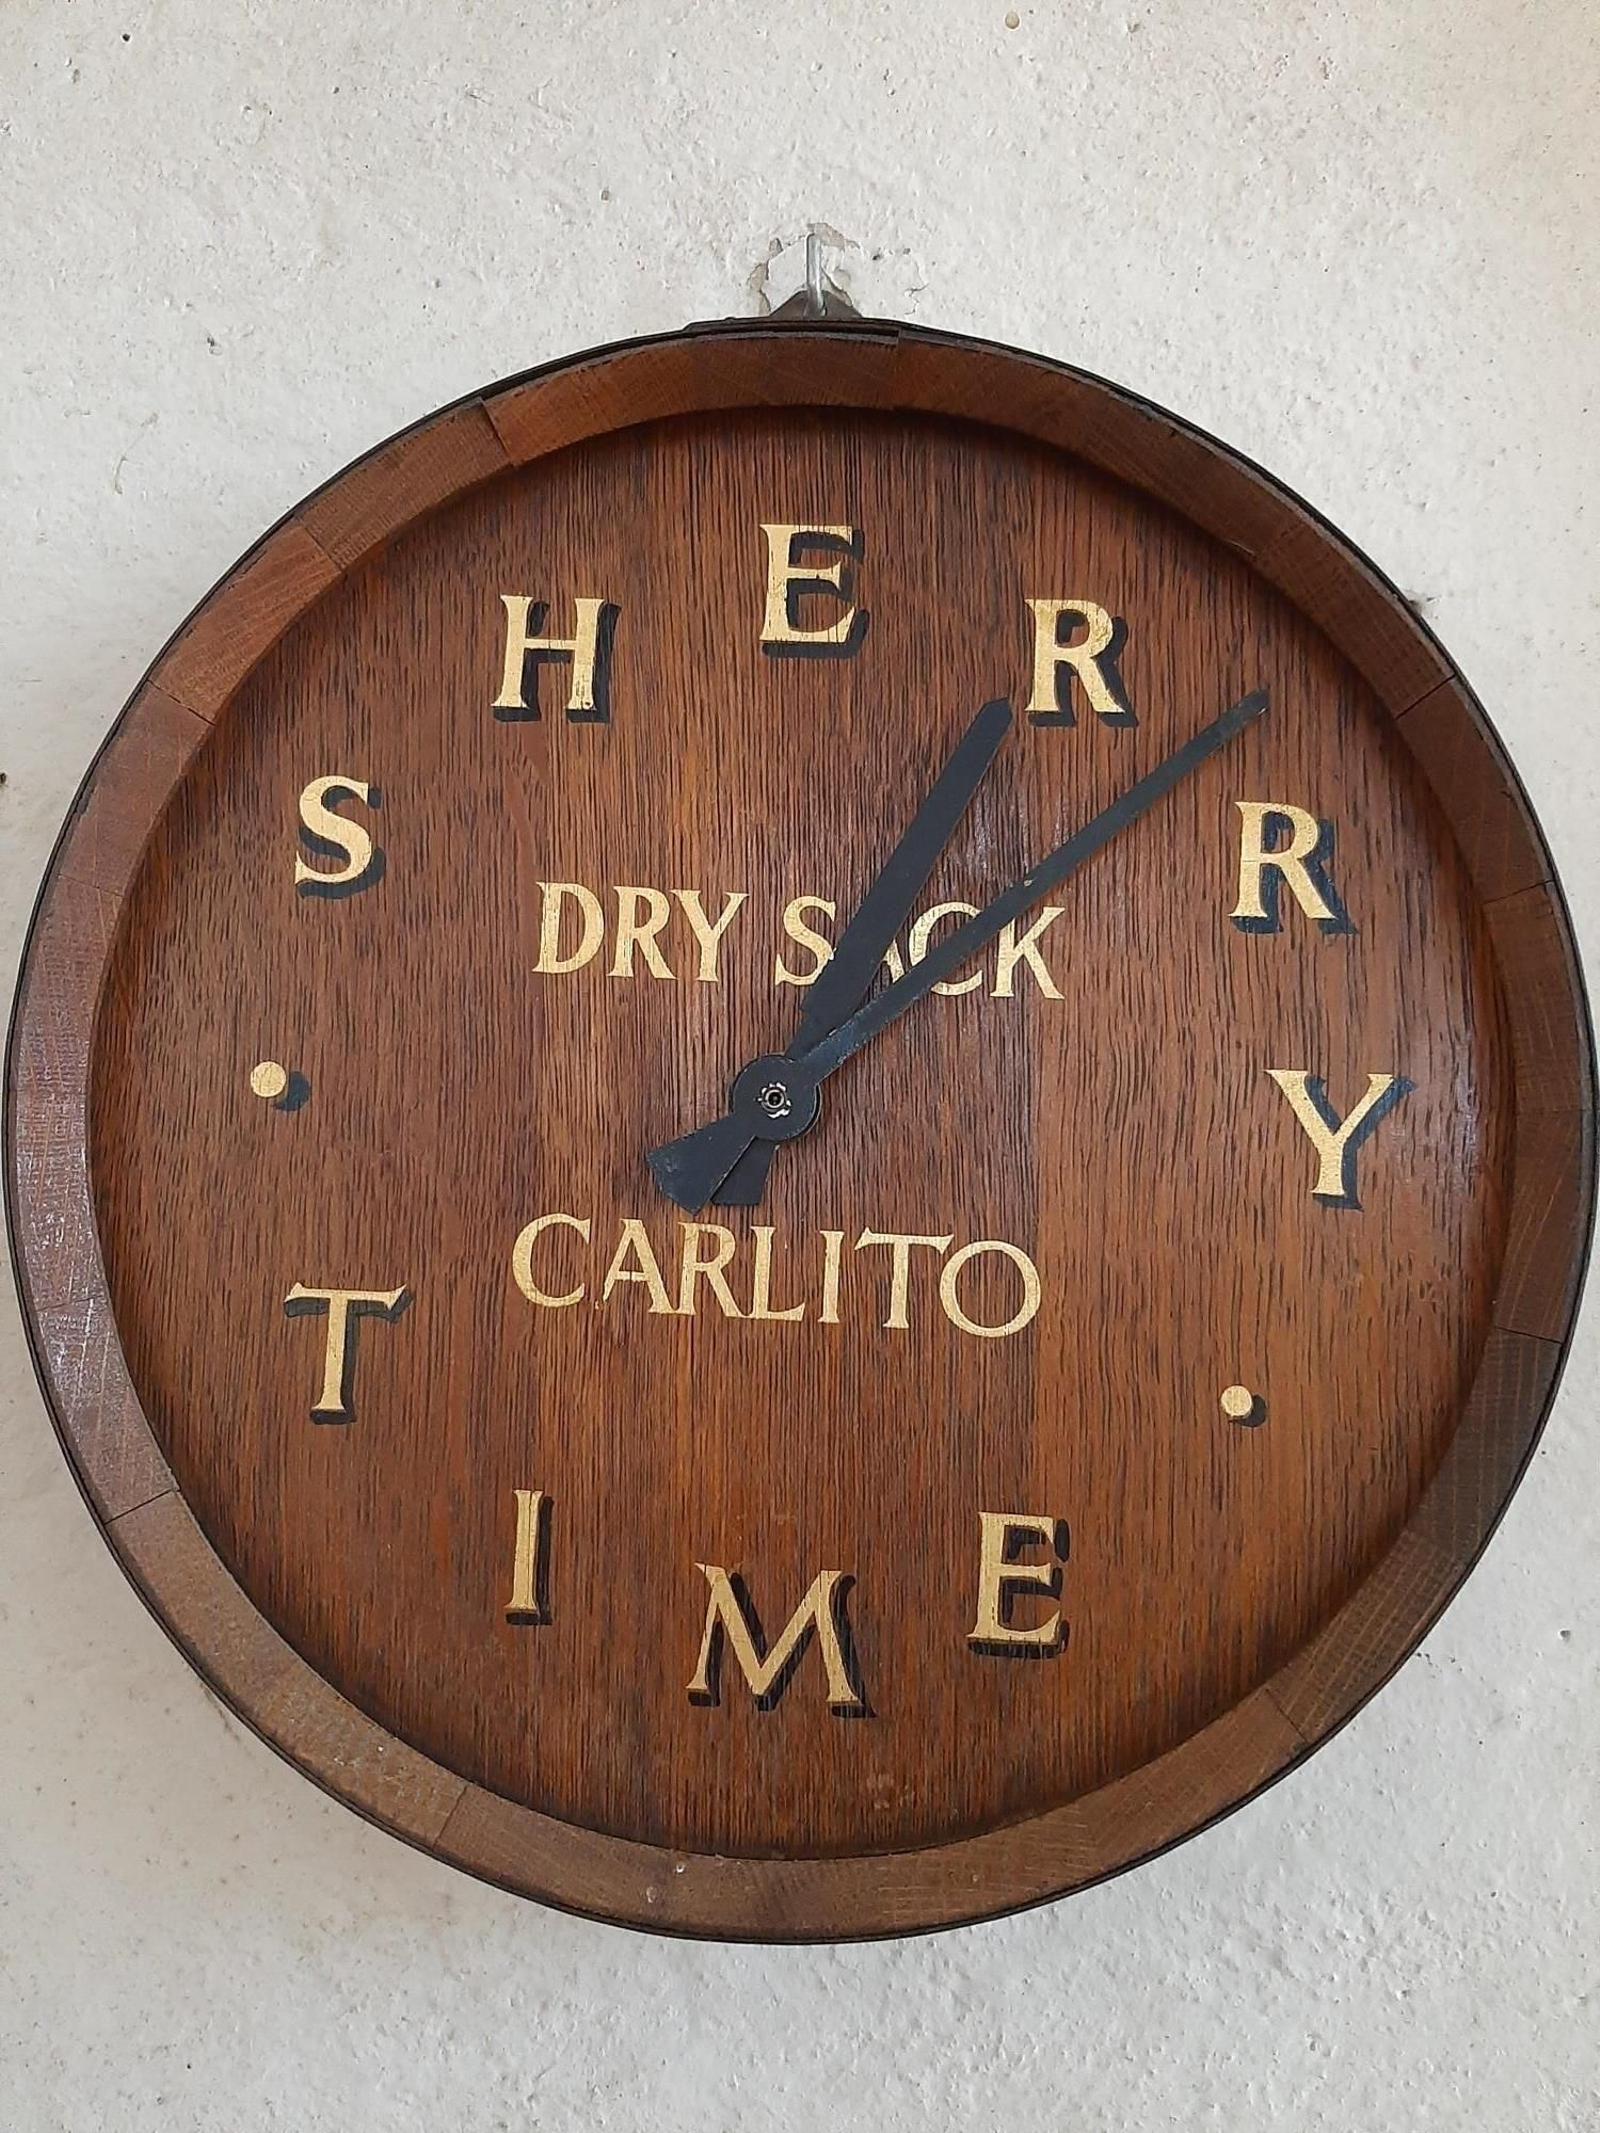 SHERRY
DRY SACK
CARLITO
• TIME •